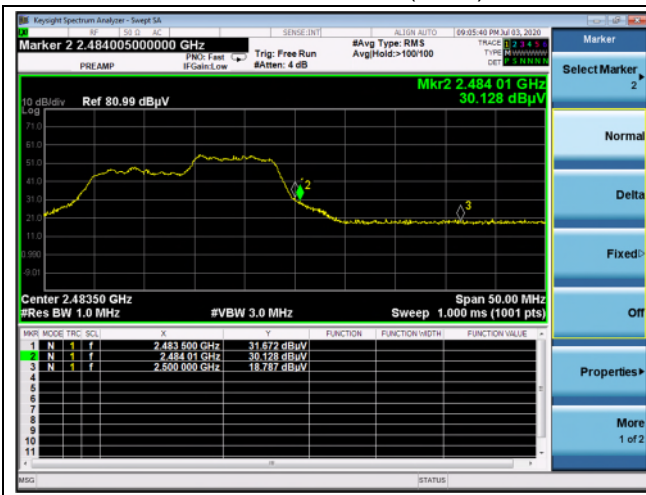 Keysight Spectrum Analyzer - Swept SA
RF 50 Ω AC SENSE:INT ALIGN AUTO 09:05:40 PM Jul 03, 2020
Marker 2 2.484005000000 GHz
PREAMP
PNO: Fast
IFGain:Low
Trig: Free Run
#Atten: 4 dB
#Avg Type: RMS
Avg|Hold:>100/100
TRACE 1 2 3 4 5 6
TYPE M
DET P S N N N N
Mkr2 2.484 01 GHz
30.128 dBµV
10 dB/div Ref 80.99 dBµV
Log
71.0
61.0
51.0
41.0
31.0
21.0
11.0
0.990
-9.01
2
3
Center 2.48350 GHz Span 50.00 MHz
#Res BW 1.0 MHz #VBW 3.0 MHz Sweep 1.000 ms (1001 pts)
MKR MODE TRC SCL X Y FUNCTION FUNCTION WIDTH FUNCTION VALUE
1 N 1 f 2.483 500 GHz 31.672 dBµV
2 N 1 f 2.484 01 GHz 30.128 dBµV
3 N 1 f 2.500 000 GHz 18.787 dBµV
4
5
6
7
8
9
10
11
MSG STATUS
Marker
Select Marker
2
Normal
Delta
Fixed
Off
Properties
More
1 of 2